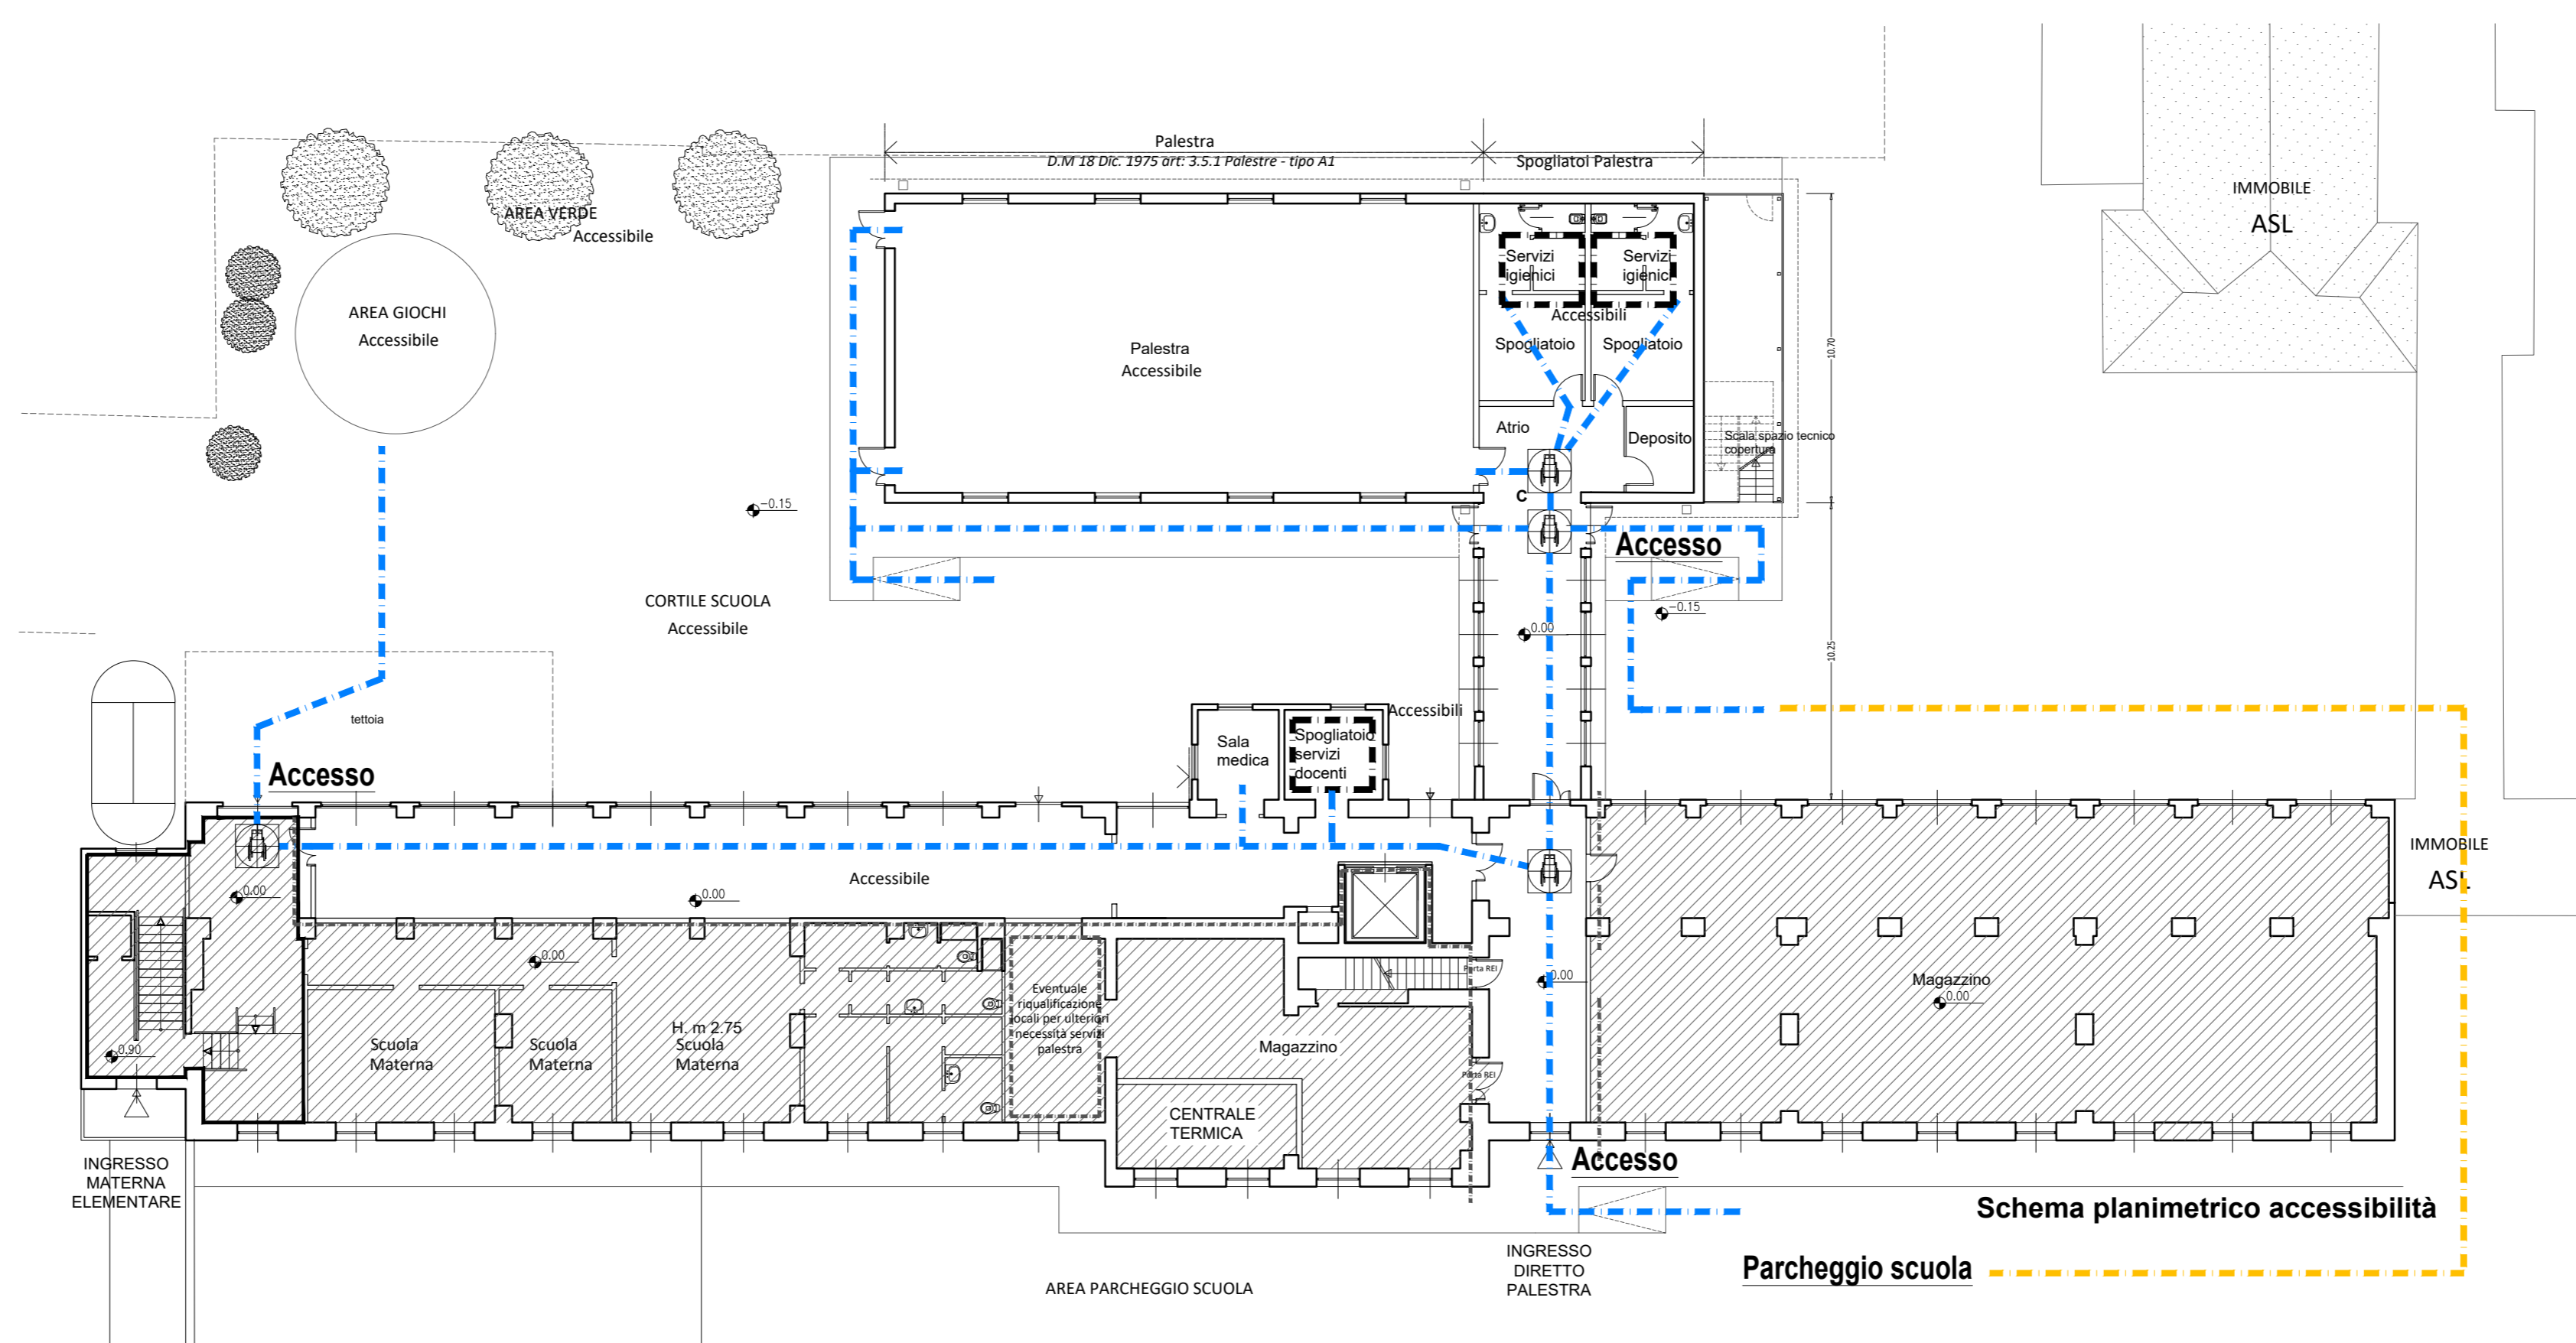 Palestra
D.M 18 Dic. 1975 art: 3.5.1 Palestre - tipo A1
Spogliatoi Palestra
IMMOBILE
ASL
AREA VERDE
Accessibile
AREA GIOCHI
Accessibile
Servizi
igienici
Servizi
igienici
Accessibili
Spogliatoio
Spogliatoio
Palestra
Accessibile
10.70
Atrio
Deposito
Scala spazio tecnico
copertura
C
-0.15
Accesso
CORTILE SCUOLA
Accessibile
-0.15
0.00
10.25
tettoia
Accessibili
Sala
medica
Spogliatoio
servizi
docenti
Accesso
IMMOBILE
ASL
Accessibile
0.00
0.00
0.00
Porta REI
0.00
Magazzino
0.00
Eventuale
riqualificazione
locali per ulteriori
necessità servizi
palestra
H. m 2.75
Scuola
Materna
Scuola
Materna
Scuola
Materna
0.90
Magazzino
Porta REI
CENTRALE
TERMICA
INGRESSO
MATERNA
ELEMENTARE
Accesso
Schema planimetrico accessibilità
INGRESSO
DIRETTO
PALESTRA
Parcheggio scuola
AREA PARCHEGGIO SCUOLA